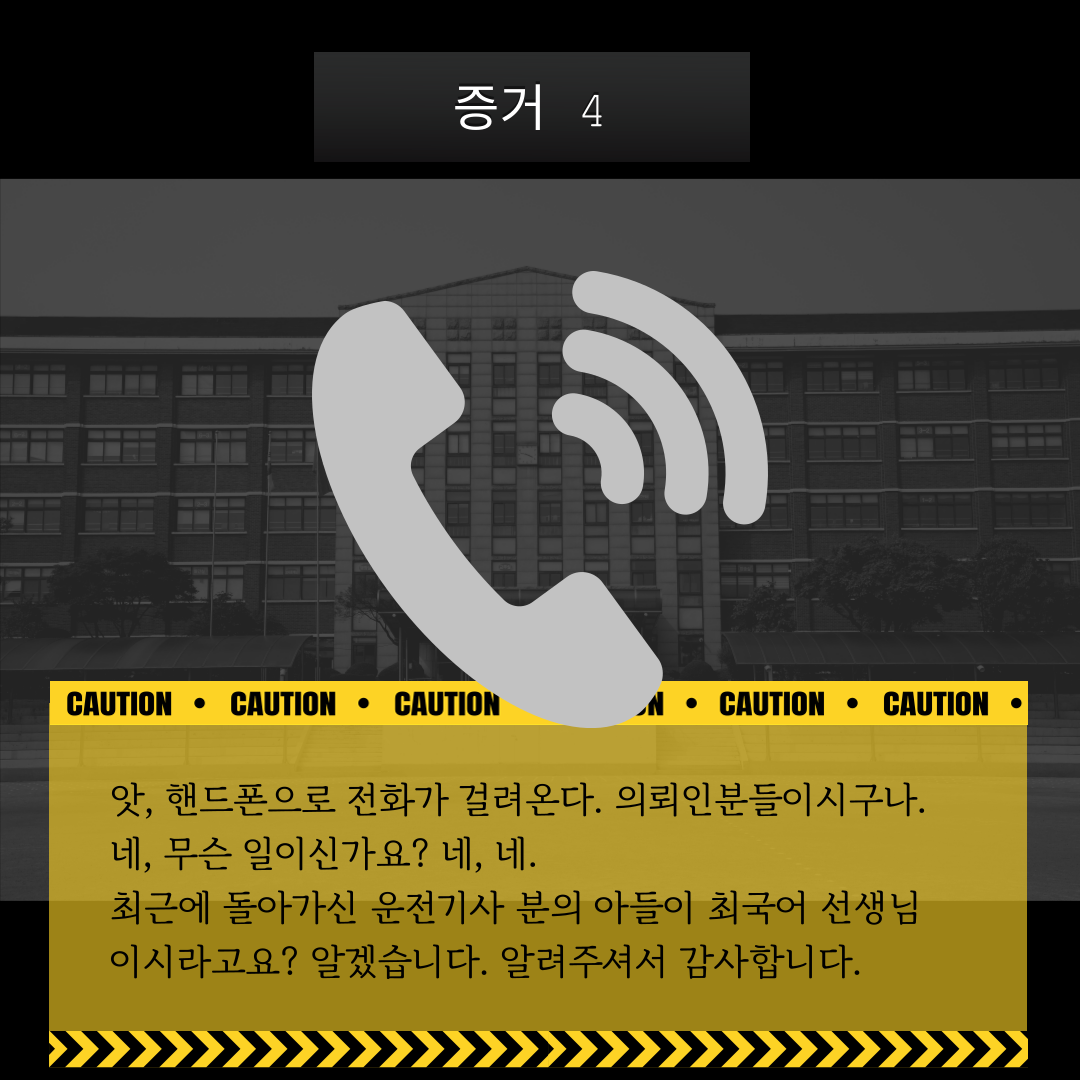 증거 4
CAUTION • CAUTION • CAUTION N • CAUTION • CAUTION •
앗, 핸드폰으로 전화가 걸려온다. 의뢰인분들이시구나.
네, 무슨 일이신가요? 네, 네.
최근에 돌아가신 운전기사 분의 아들이 최국어 선생님
이시라고요? 알겠습니다. 알려주셔서 감사합니다.